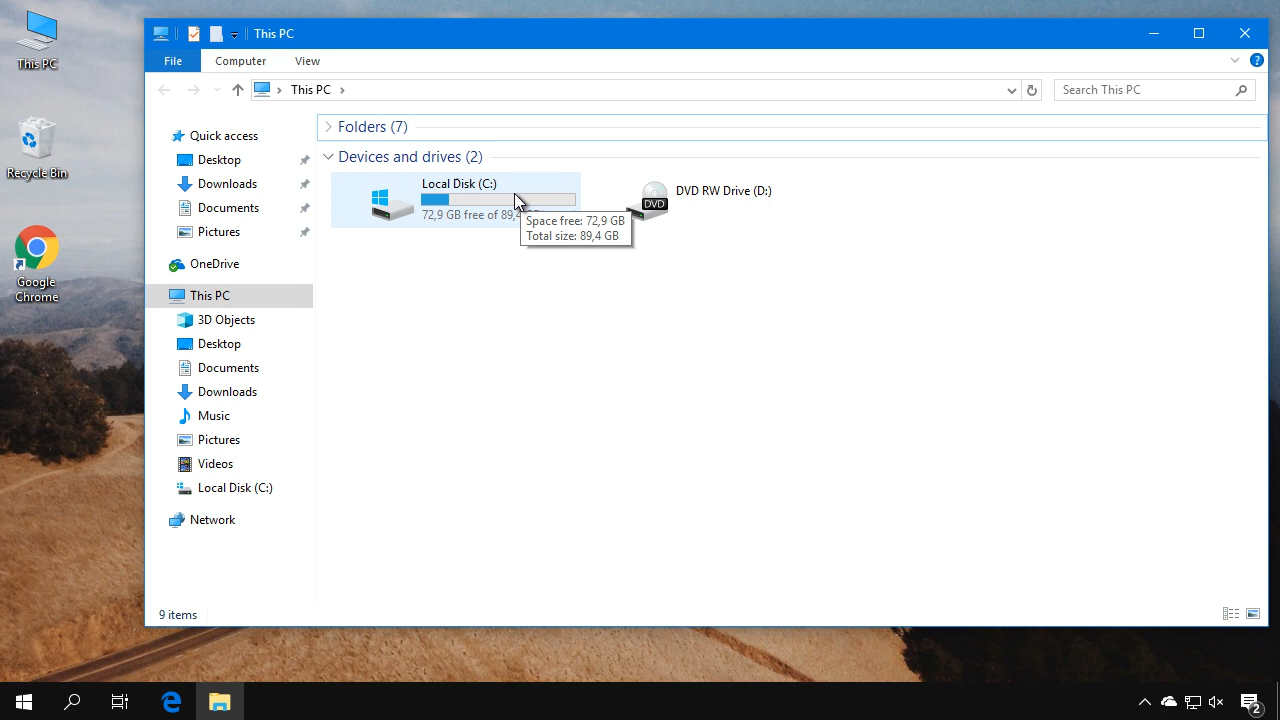 This PC
Recycle Bin
Google
Chrome
This PC
File
Computer
View
?
This PC
Search This PC
Quick access
Desktop
Downloads
Documents
Pictures
OneDrive
This PC
3D Objects
Desktop
Documents
Downloads
Music
Pictures
Videos
Local Disk (C:)
Network
Folders (7)
Devices and drives (2)
Local Disk (C:)
72,9 GB free of 89,4
Space free: 72,9 GB
Total size: 89,4 GB
DVD
DVD RW Drive (D:)
9 items
2